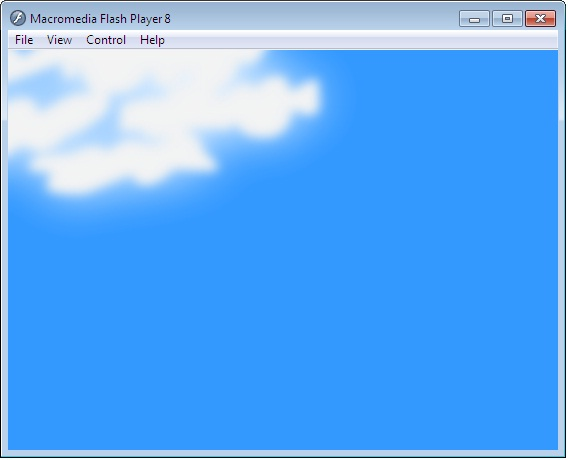 Macromedia Flash Player 8
File View Control Help